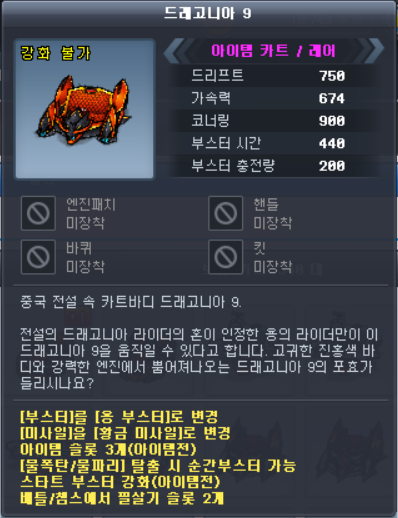 드래고니아 9
강화 불가
아이템 카트 / 레어
드리프트 750
가속력 674
코너링 900
부스터 시간 440
부스터 충전량 200
엔진패치
미장착
핸들
미장착
바퀴
미장착
킷
미장착
중국 전설 속 카트바디 드래고니아 9.
전설의 드래고니아 라이더의 혼이 인정한 용의 라이더만이 이
드래고니아 9을 움직일 수 있다고 합니다. 고귀한 진홍색 바
디와 강력한 엔진에서 뿜어져나오는 드래고니아 9의 포효가
들리시나요?
[부스터]를 [용 부스터]로 변경
[미사일]을 [황금 미사일]로 변경
아이템 슬롯 3개(아이템전)
[물폭탄/물파리] 탈출 시 순간부스터 가능
스타트 부스터 강화(아이템전)
배틀/챔스에서 필살기 슬롯 2개